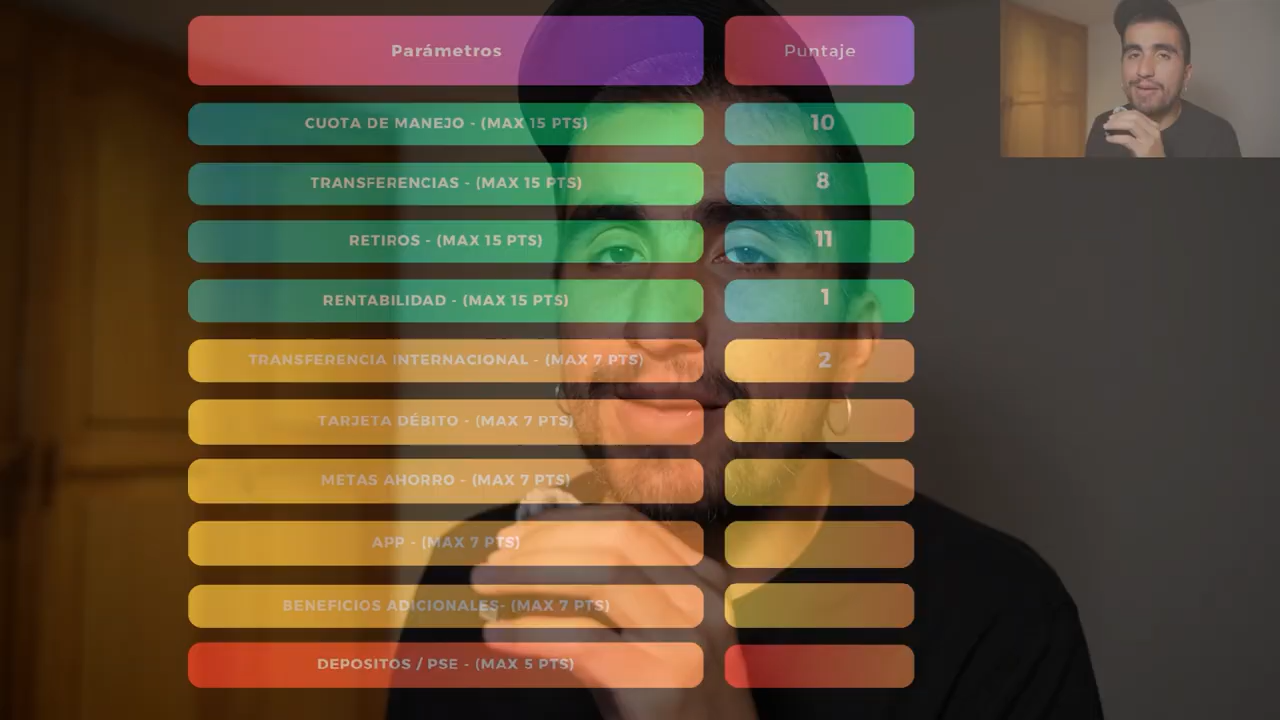 Parámetros Puntaje
CUOTA DE MANEJO - (MAX 15 PTS) 10
TRANSFERENCIAS - (MAX 15 PTS) 8
RETIROS - (MAX 15 PTS) 11
RENTABILIDAD - (MAX 15 PTS) 1
TRANSFERENCIA INTERNACIONAL - (MAX 7 PTS) 2
TARJETA DÉBITO - (MAX 7 PTS)
METAS AHORRO - (MAX 7 PTS)
APP - (MAX 7 PTS)
BENEFICIOS ADICIONALES- (MAX 7 PTS)
DEPOSITOS / PSE - (MAX 5 PTS)